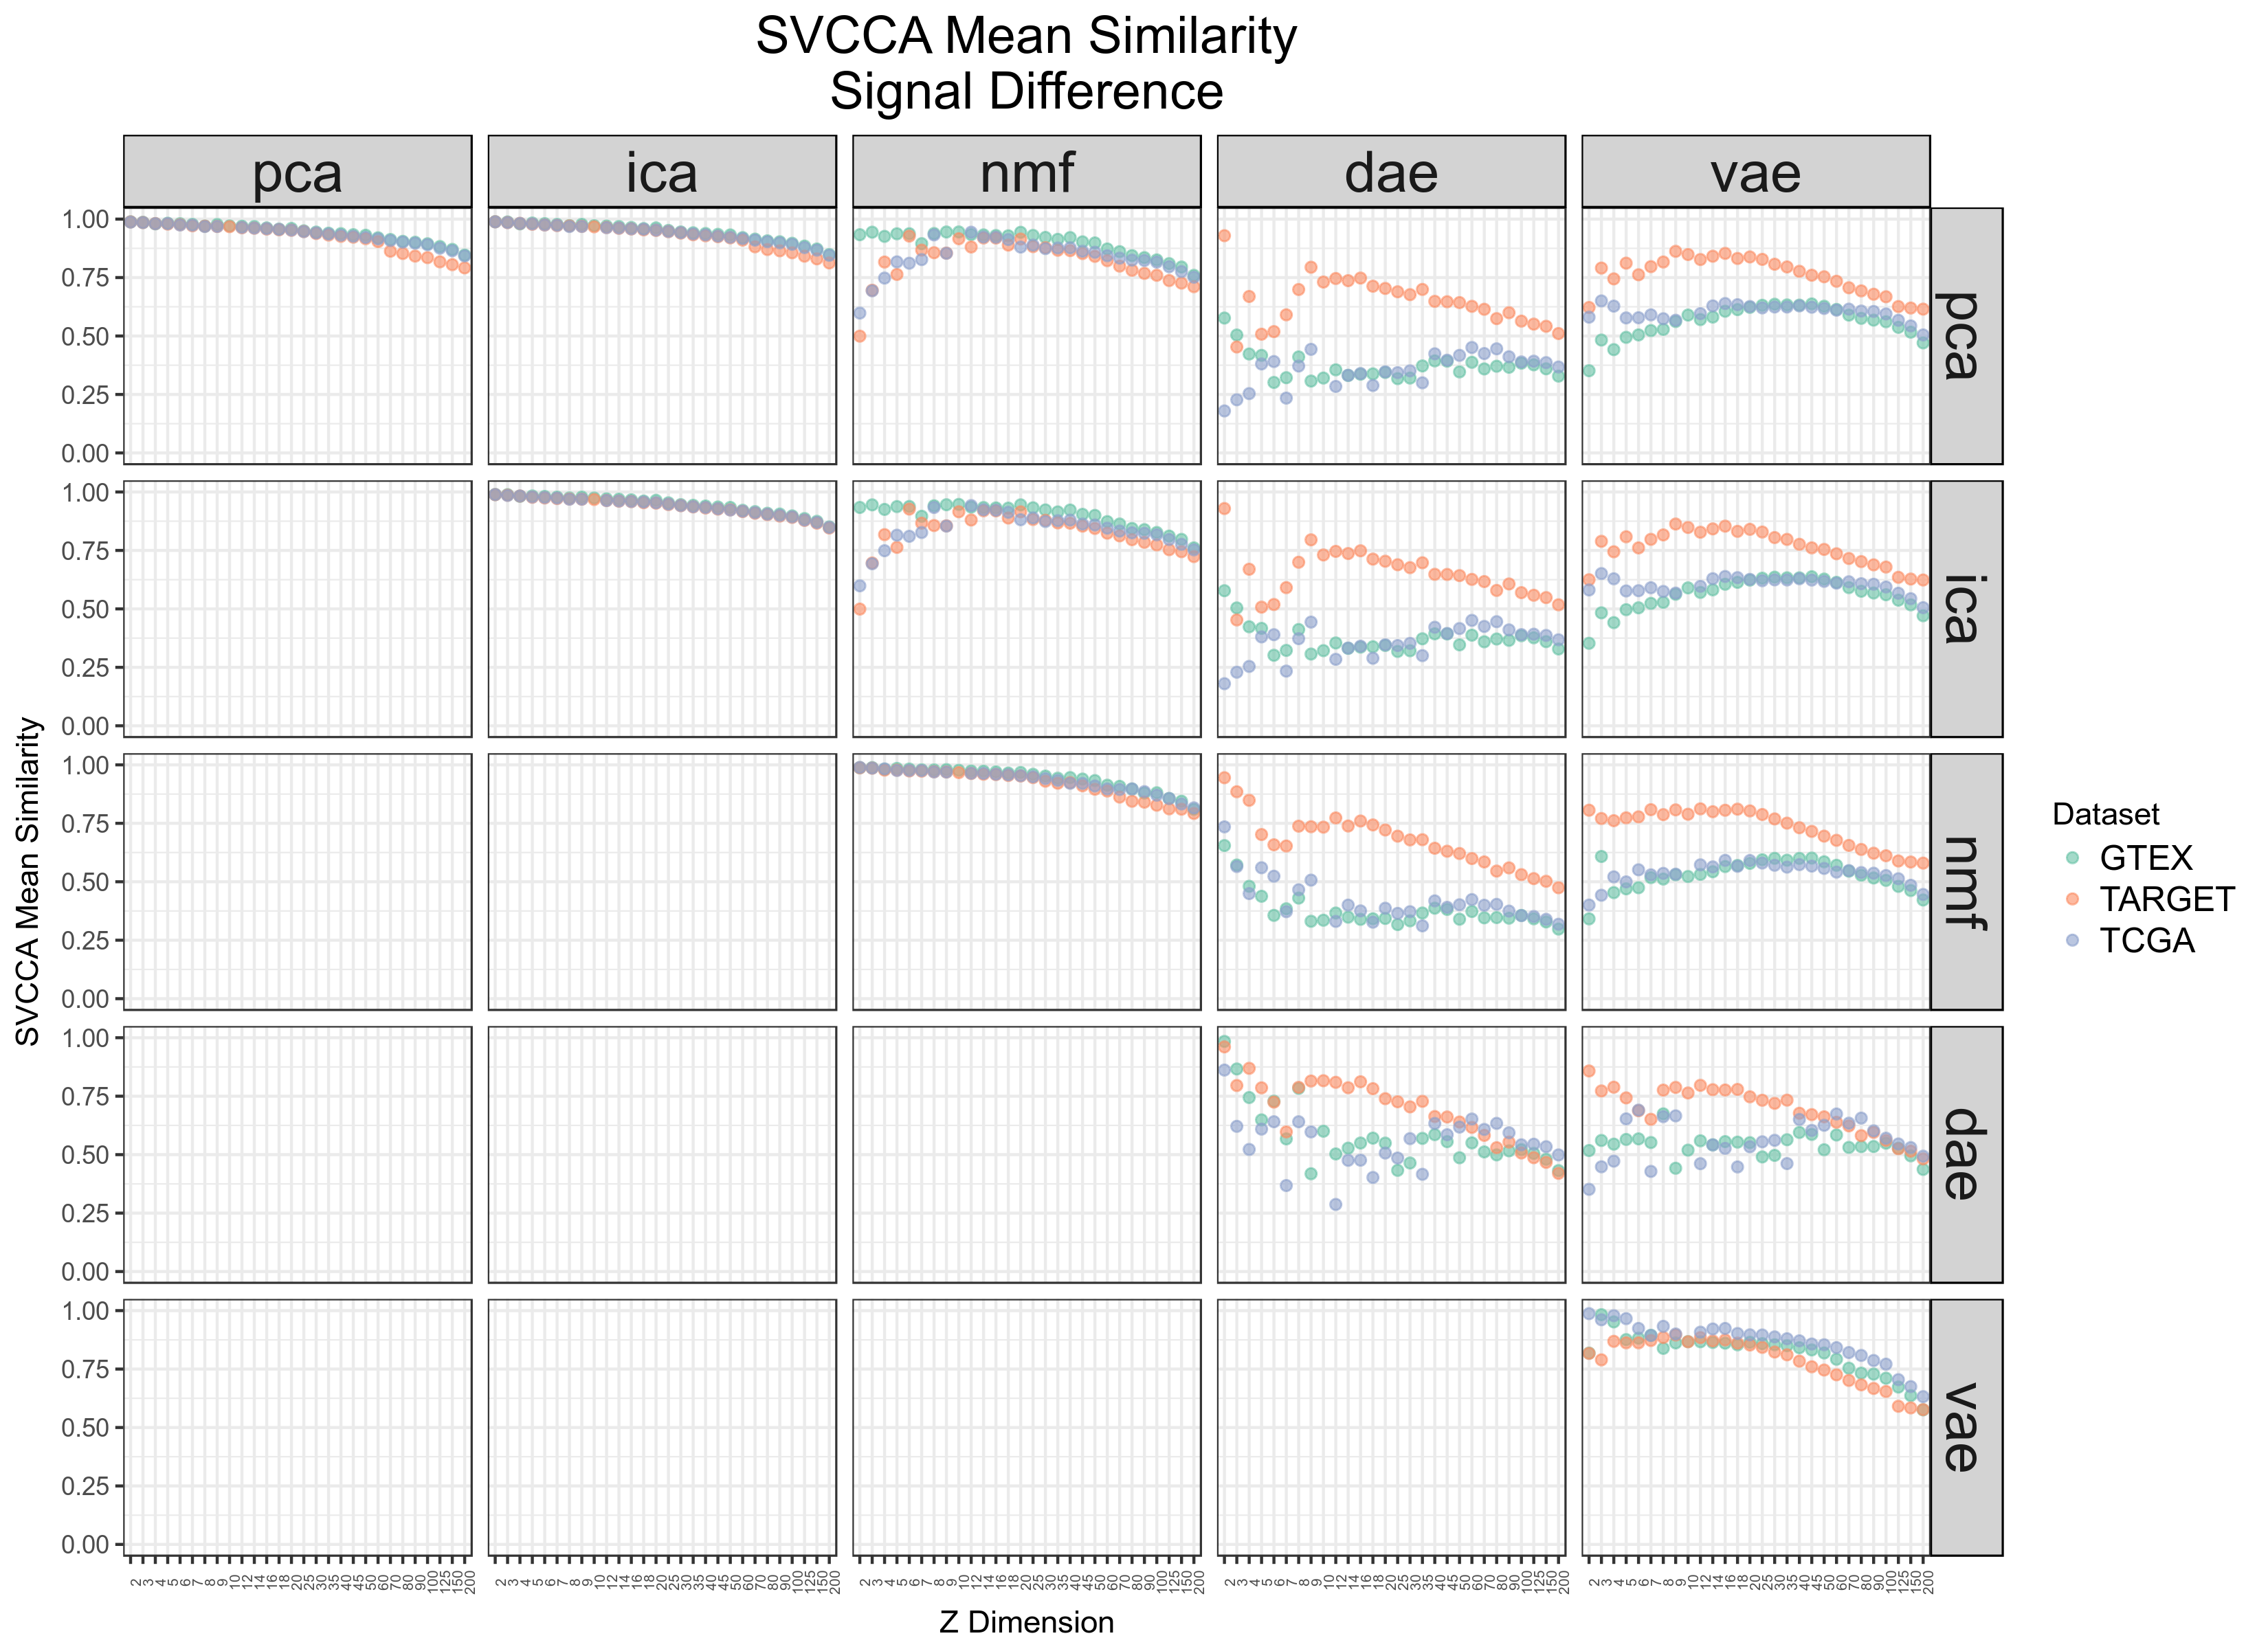 SVCCA Mean Similarity
Signal Difference
pca ica nmf dae vae
1.00
0.75
0.50
0.25
0.00
pca
1.00
0.75
0.50
0.25
0.00
ica
1.00
0.75
0.50
0.25
0.00
nmf
1.00
0.75
0.50
0.25
0.00
dae
1.00
0.75
0.50
0.25
0.00
vae
SVCCA Mean Similarity
2 3 4 5 6 7 8 9 10 12 14 16 18 20 25 30 35 40 45 50 60 70 80 90 100 125 150 200
2 3 4 5 6 7 8 9 10 12 14 16 18 20 25 30 35 40 45 50 60 70 80 90 100 125 150 200
2 3 4 5 6 7 8 9 10 12 14 16 18 20 25 30 35 40 45 50 60 70 80 90 100 125 150 200
2 3 4 5 6 7 8 9 10 12 14 16 18 20 25 30 35 40 45 50 60 70 80 90 100 125 150 200
2 3 4 5 6 7 8 9 10 12 14 16 18 20 25 30 35 40 45 50 60 70 80 90 100 125 150 200
Z Dimension
Dataset
GTEX
TARGET
TCGA